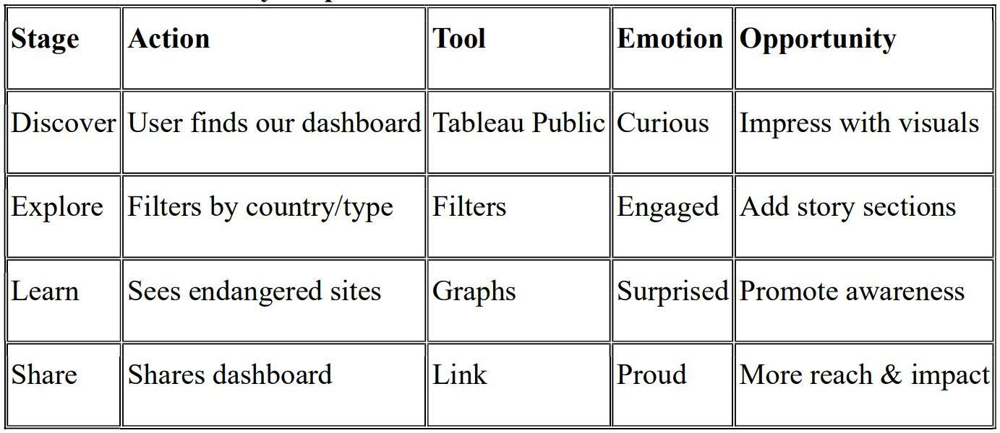 Stage Action Tool Emotion Opportunity
Discover User finds our dashboard Tableau Public Curious Impress with visuals
Explore Filters by country/type Filters Engaged Add story sections
Learn Sees endangered sites Graphs Surprised Promote awareness
Share Shares dashboard Link Proud More reach & impact